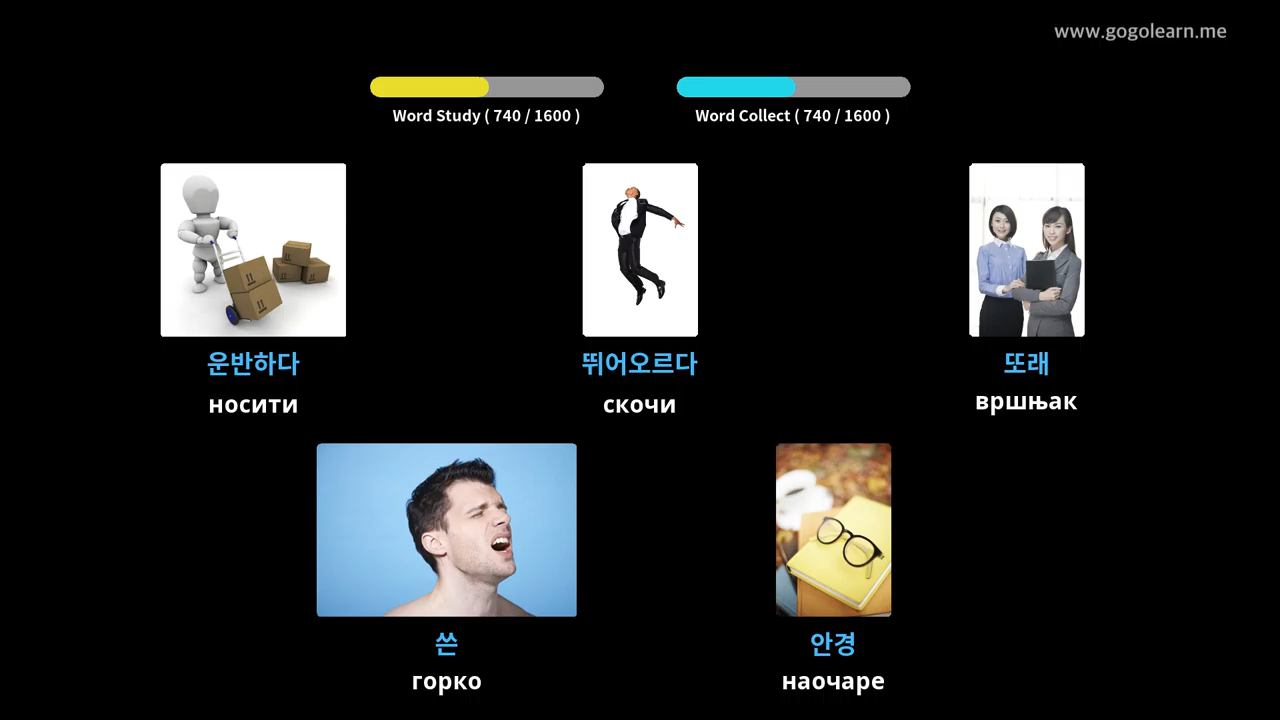 www.gogolearn.me
Word Study ( 740 / 1600 )
Word Collect ( 740 / 1600 )
운반하다
носити
뛰어오르다
скочи
또래
вршњак
쓴
горко
안경
наочаре